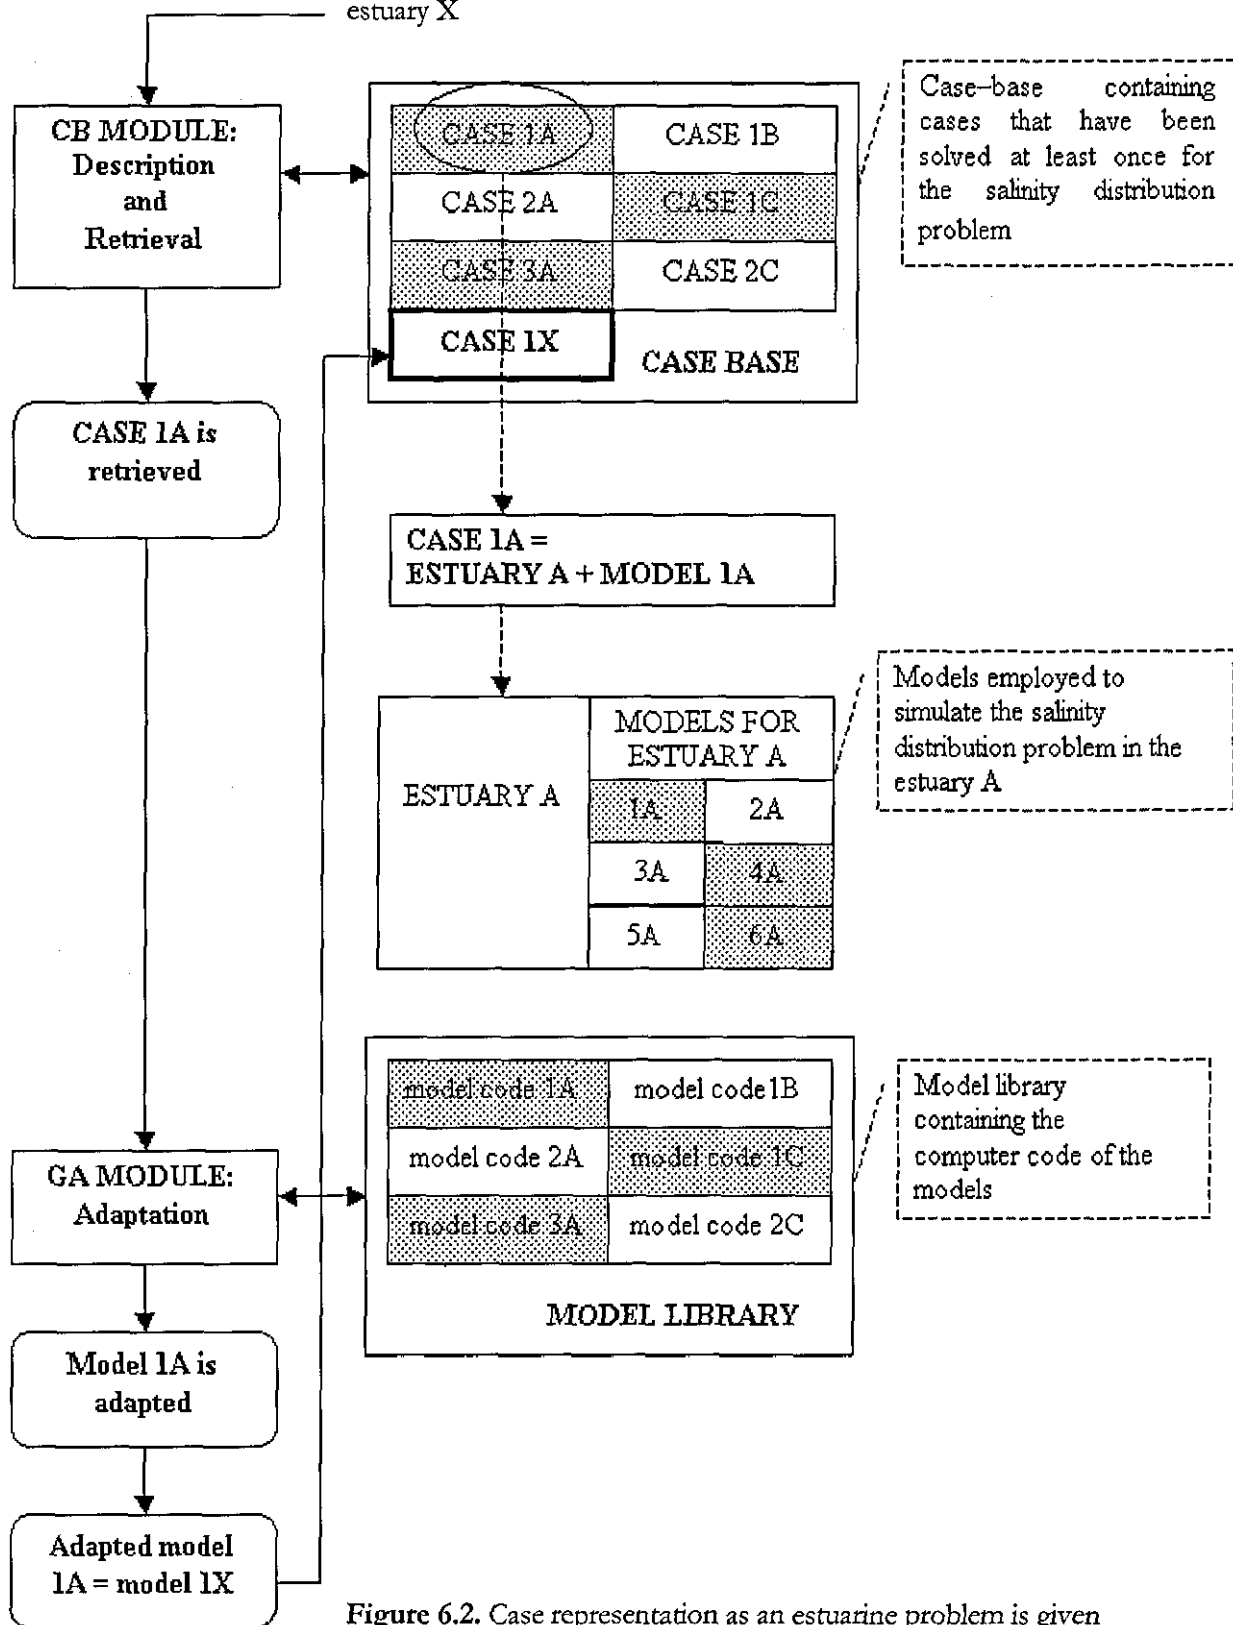 estuary X
CB MODULE:
Description
and
Retrieval
CASE 1A
CASE 1B
CASE 2A
CASE 1C
CASE 3A
CASE 2C
CASE 1X
CASE BASE
Case-base containing
cases that have been
solved at least once for
the salinity distribution
problem
CASE 1A is
retrieved
CASE 1A =
ESTUARY A + MODEL 1A
ESTUARY A
MODELS FOR
ESTUARY A
1A
2A
3A
4A
5A
6A
Models employed to
simulate the salinity
distribution problem in the
estuary A
model code 1A
model code1B
model code 2A
model code 1C
model code 3A
model code 2C
MODEL LIBRARY
Model library
containing the
computer code of the
models
GA MODULE:
Adaptation
Model 1A is
adapted
Adapted model
1A = model 1X
Figure 6.2. Case representation as an estuarine problem is given